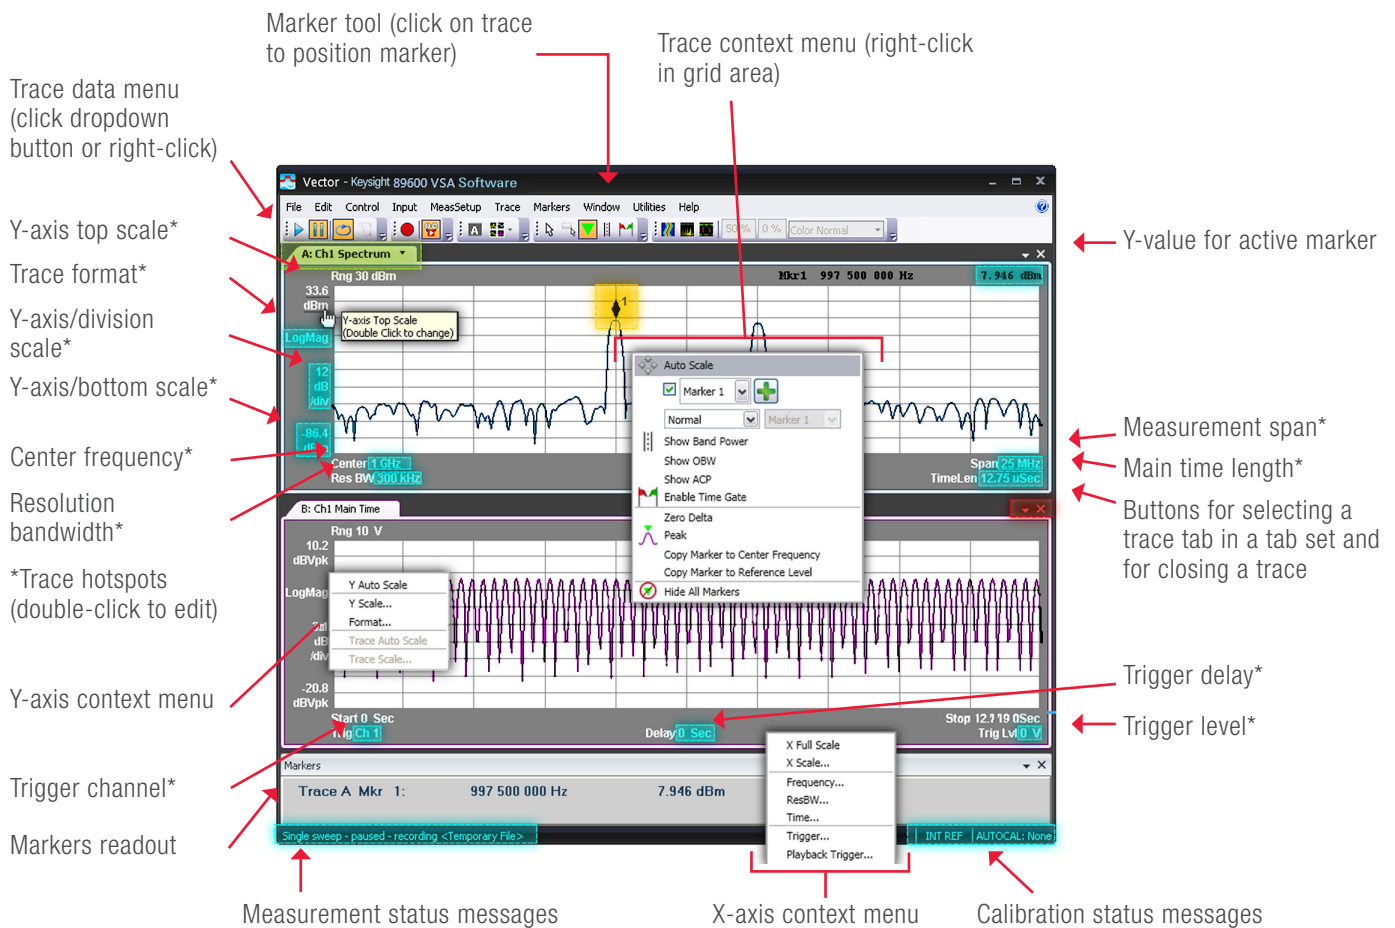 Marker tool (click on trace
to position marker)
Trace context menu (right-click
in grid area)
Trace data menu
(click dropdown
button or right-click)
Y-axis top scale*
Trace format*
Y-axis/division
scale*
Y-axis/bottom scale*
Center frequency*
Resolution
bandwidth*
*Trace hotspots
(double-click to edit)
Y-axis context menu
Trigger channel*
Markers readout
Vector - Keysight 89600 VSA Software
File Edit Control Input MeasSetup Trace Markers Window Utilities Help
A 50 % 0 % Color Normal
A: Ch1 Spectrum
Rng 30 dBm Mkr1 997 500 000 Hz 7.946 dBm
33.6
dBm
1
Y-axis Top Scale
(Double Click to change)
LogMag
12
dB
/div
-86.4
dBm
Center 1 GHz Span 25 MHz
Res BW 300 kHz TimeLen 12.75 uSec
Auto Scale
Marker 1
Normal Marker 1
Show Band Power
Show OBW
Show ACP
Enable Time Gate
Zero Delta
Peak
Copy Marker to Center Frequency
Copy Marker to Reference Level
Hide All Markers
B: Ch1 Main Time
Rng 10 V
10.2
dBVpk
LogMag
dB
/div
-20.8
dBVpk
Y Auto Scale
Y Scale...
Format...
Trace Auto Scale
Trace Scale...
Start 0 Sec Stop
Trig Ch 1 Delay 0 Sec Trig Lvl 0 V
X Full Scale
X Scale...
Frequency...
ResBW...
Time...
Trigger...
Playback Trigger...
Markers
Trace A Mkr 1: 997 500 000 Hz 7.946 dBm
Single sweep - paused - recording <Temporary File> INT REF AUTOCAL: None
Y-value for active marker
Measurement span*
Main time length*
Buttons for selecting a
trace tab in a tab set and
for closing a trace
Trigger delay*
Trigger level*
Measurement status messages
X-axis context menu
Calibration status messages